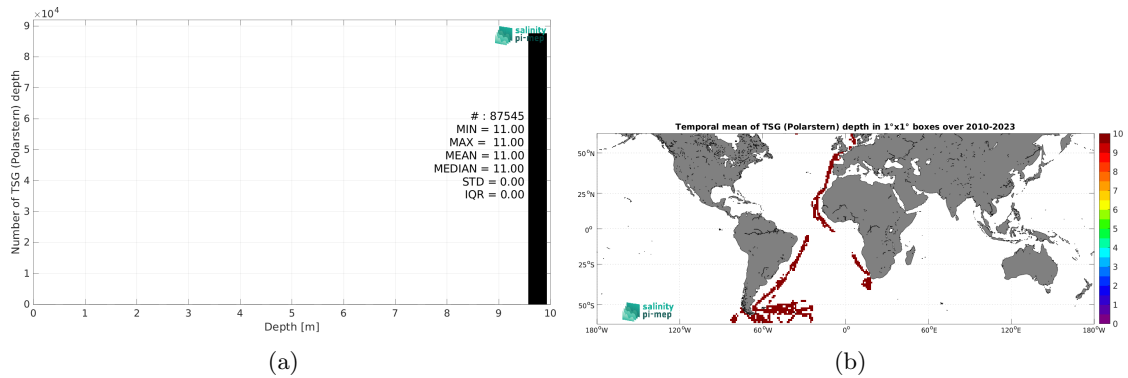 ×10⁴
9
8
7
6
5
4
3
2
1
0
Number of TSG (Polarstern) depth
salinity
pi-mep
# : 87545
MIN = 11.00
MAX = 11.00
MEAN = 11.00
MEDIAN = 11.00
STD = 0.00
IQR = 0.00
0 1 2 3 4 5 6 7 8 9 10
Depth [m]
(a)
Temporal mean of TSG (Polarstern) depth in 1°x1° boxes over 2010-2023
50°N
25°N
0°
25°S
50°S
salinity
pi-mep
180°W 120°W 60°W 0° 60°E 120°E 180°W
10
9
8
7
6
5
4
3
2
1
0
(b)